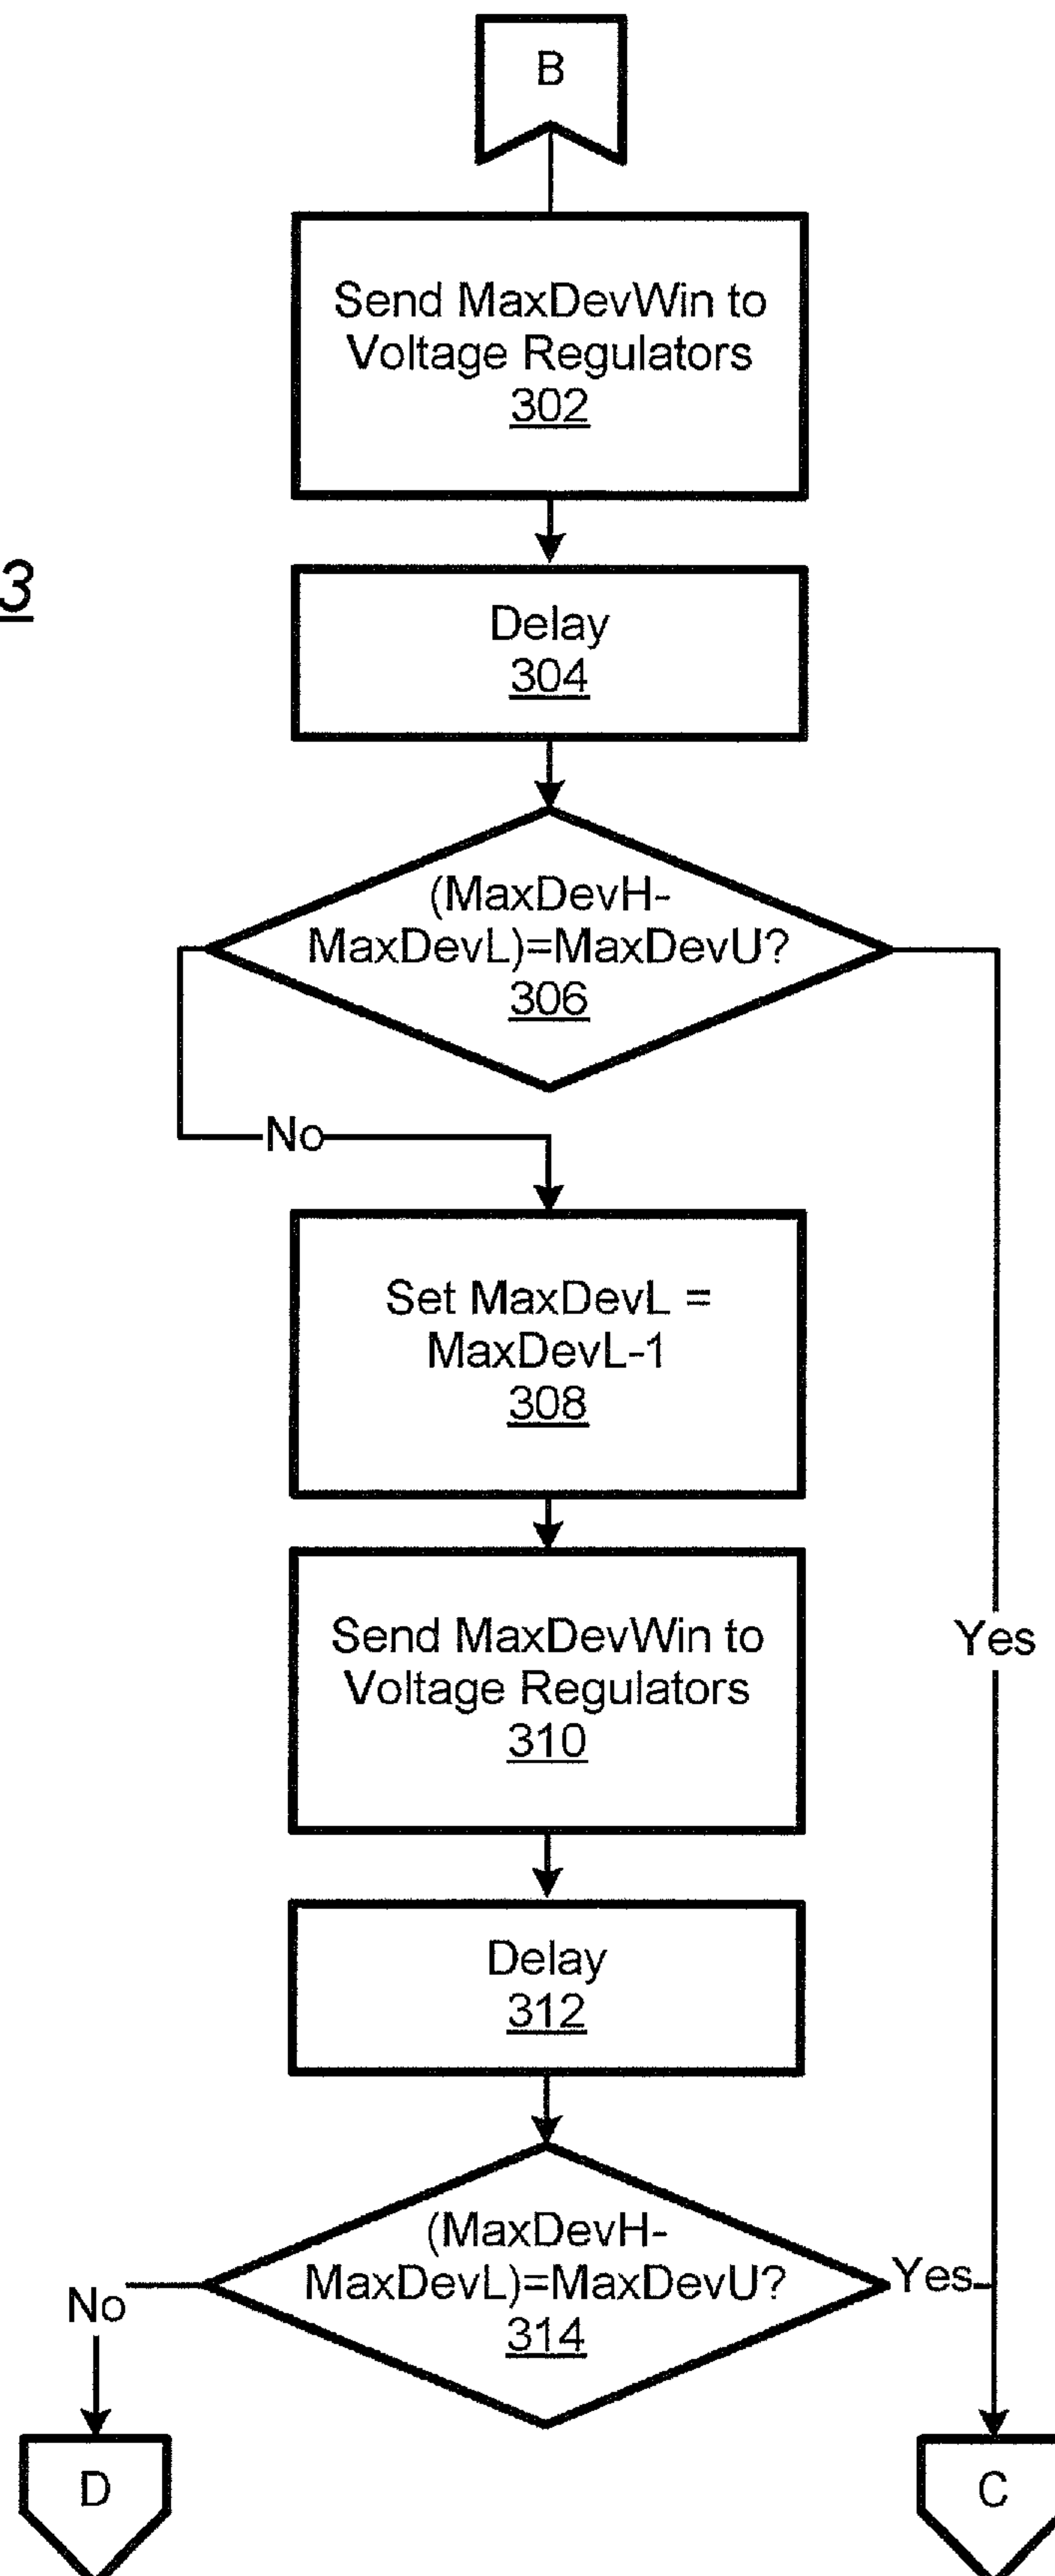 B
Send MaxDevWin to
Voltage Regulators
302
3
Delay
304
(MaxDevH-
MaxDevL)=MaxDevU?
306
No
Set MaxDevL =
MaxDevL-1
308
Send MaxDevWin to
Voltage Regulators
310
Yes
Delay
312
(MaxDevH-
MaxDevL)=MaxDevU?
314
Yes
No
D
C